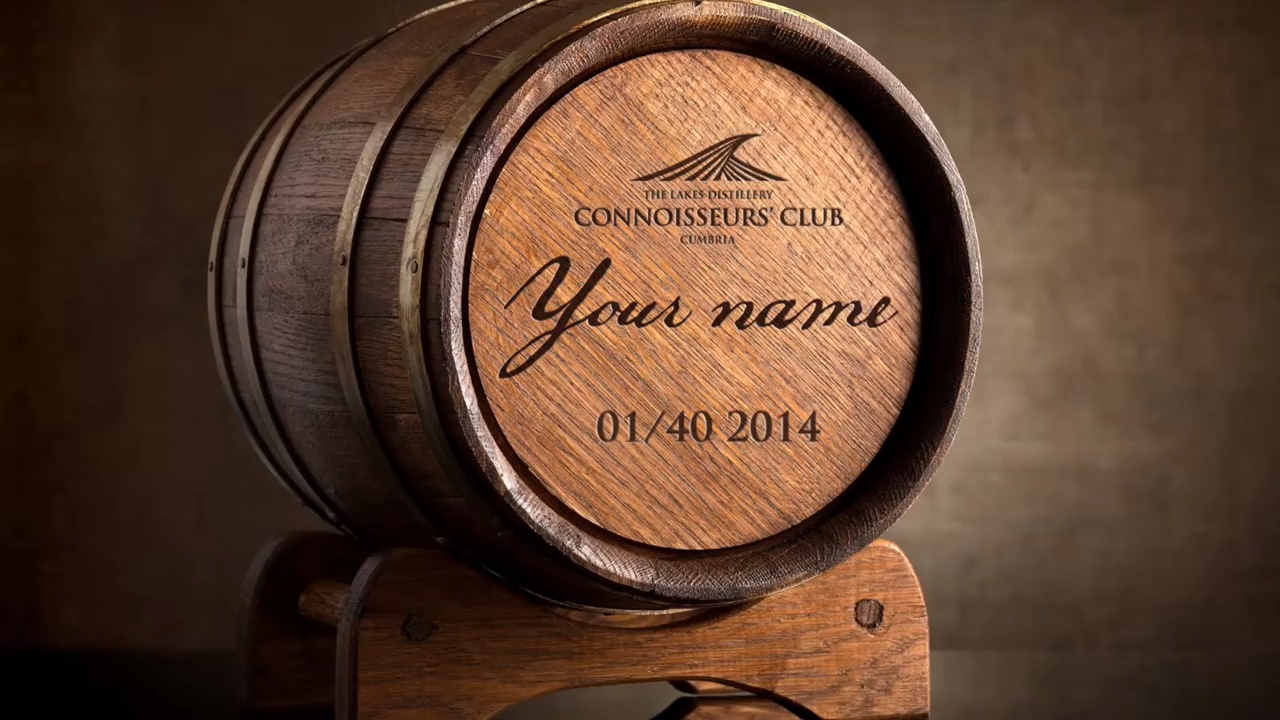 THE LAKES DISTILLERY
CONNOISSEURS' CLUB
CUMBRIA
Your name
01/40 2014